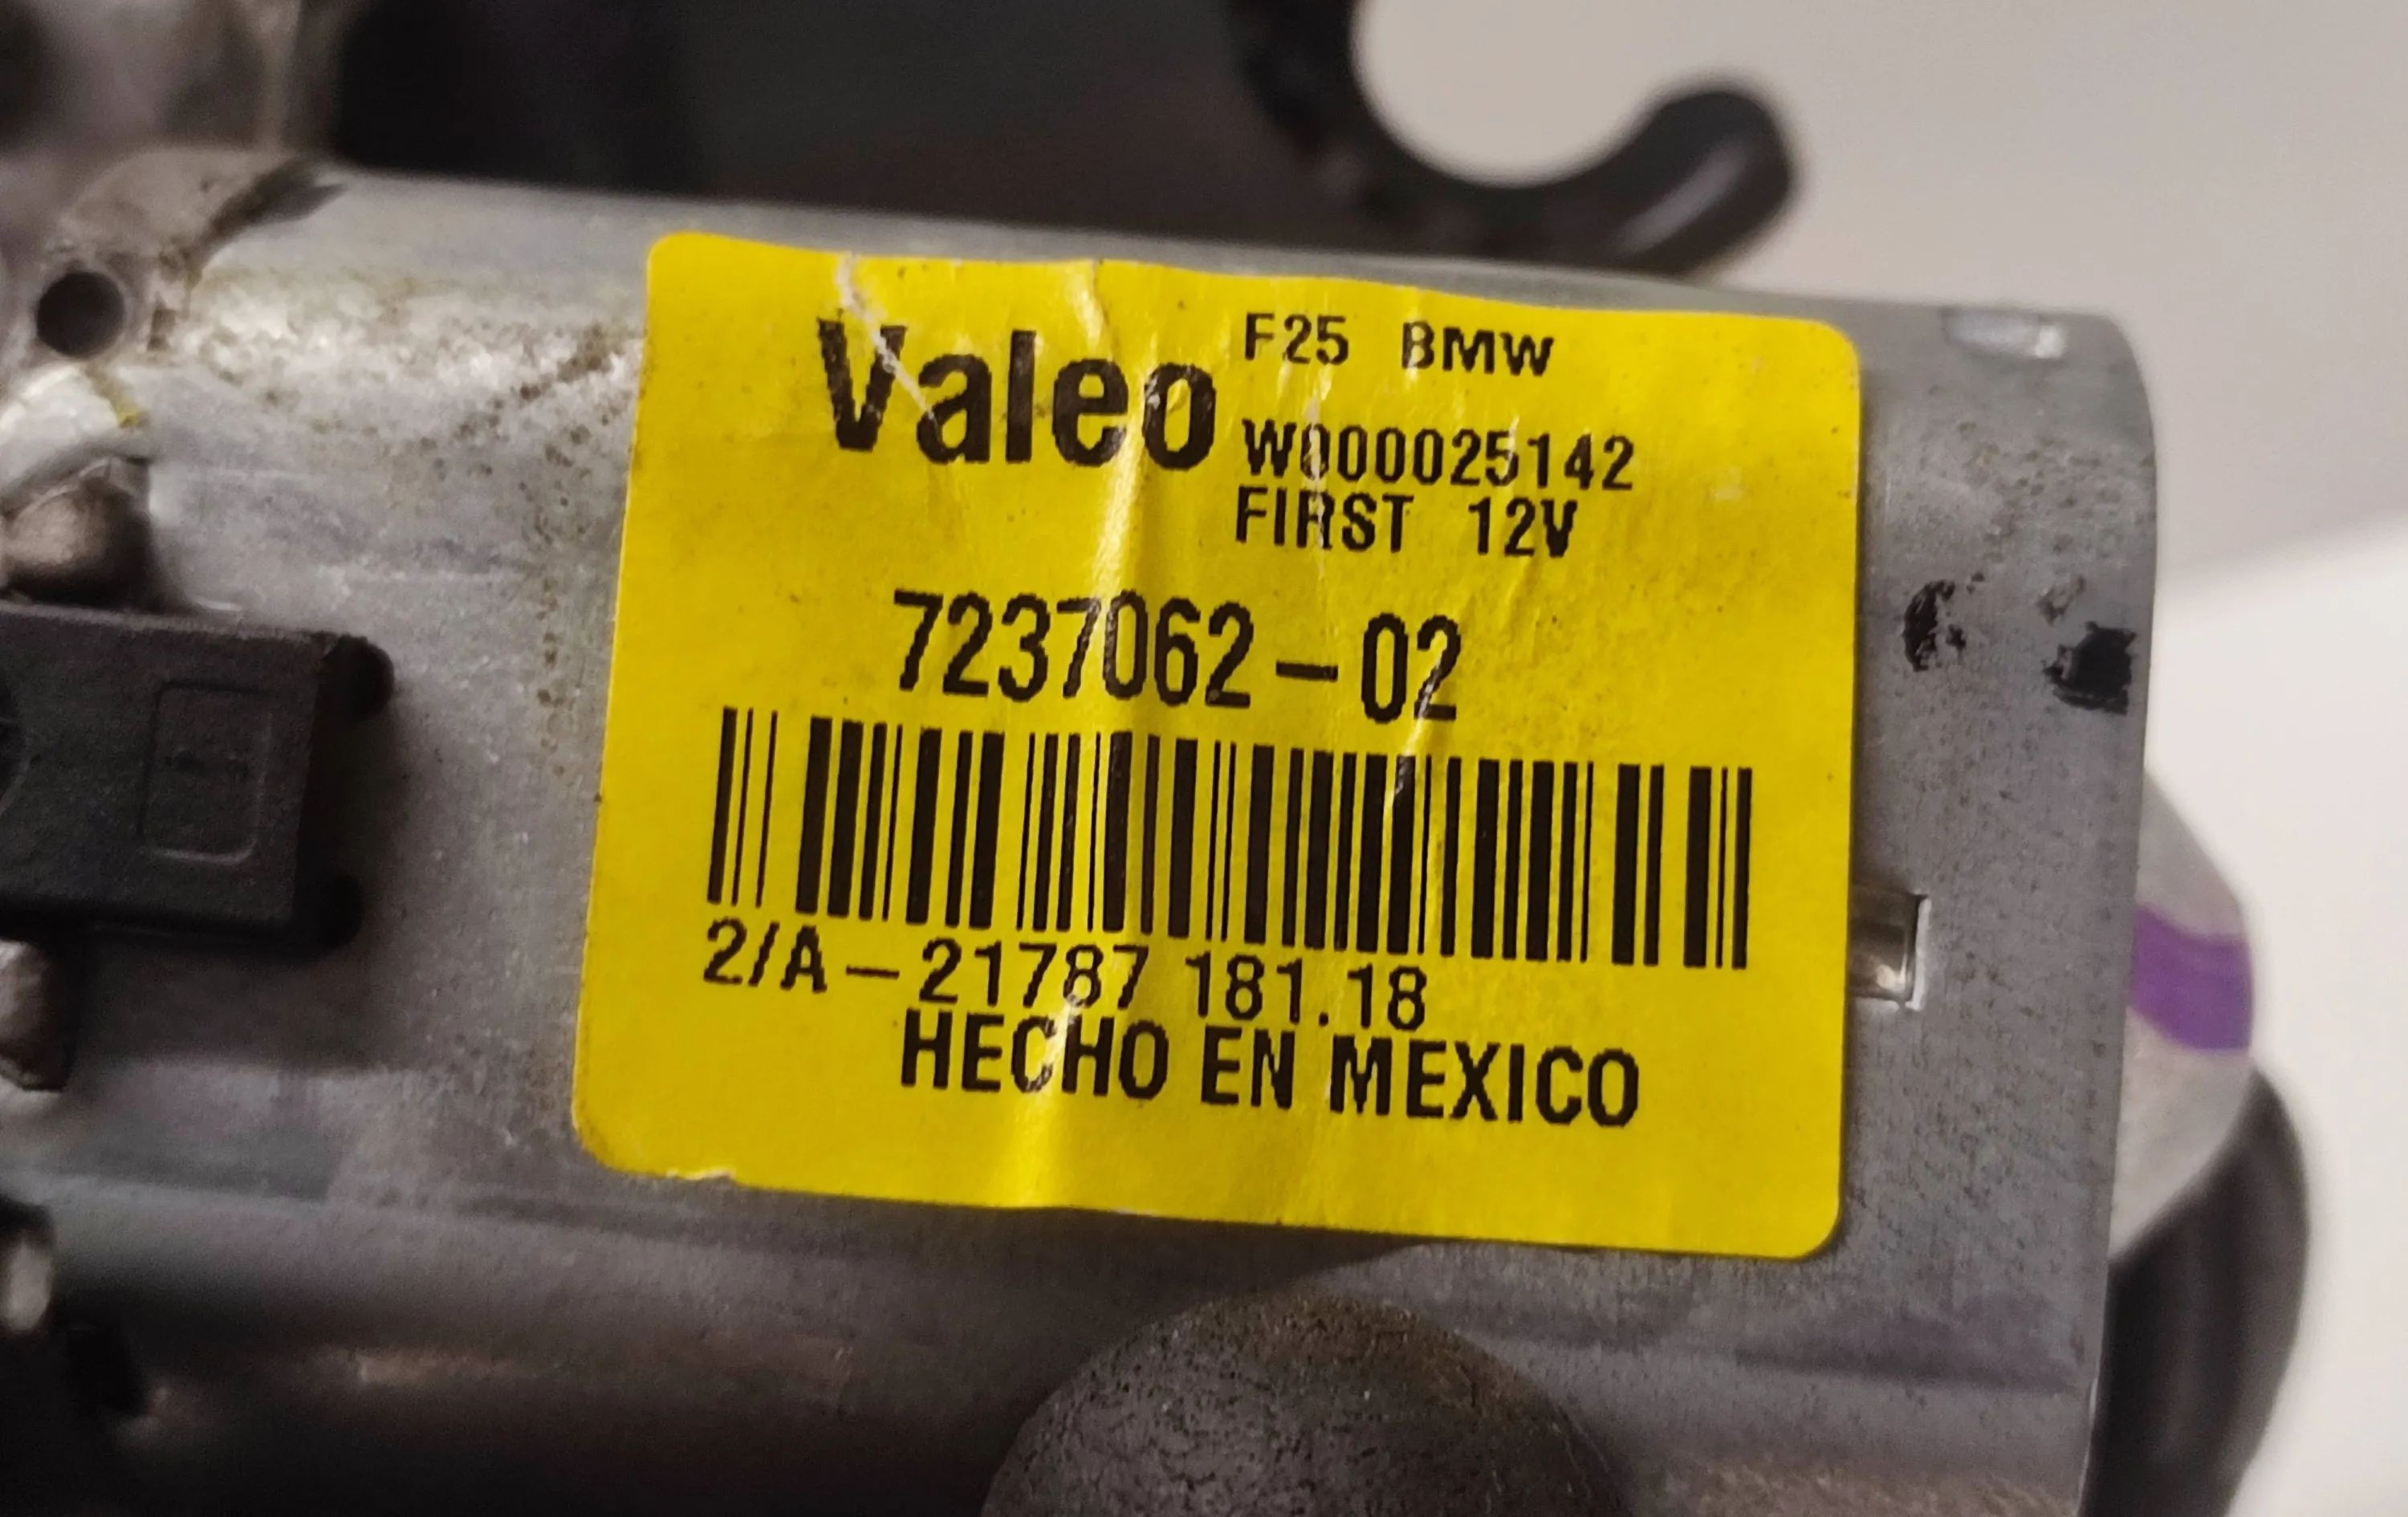 Valeo F25 BMW
W000025142
FIRST 12V
7237062-02
2/A-21787 181.18
HECHO EN MEXICO